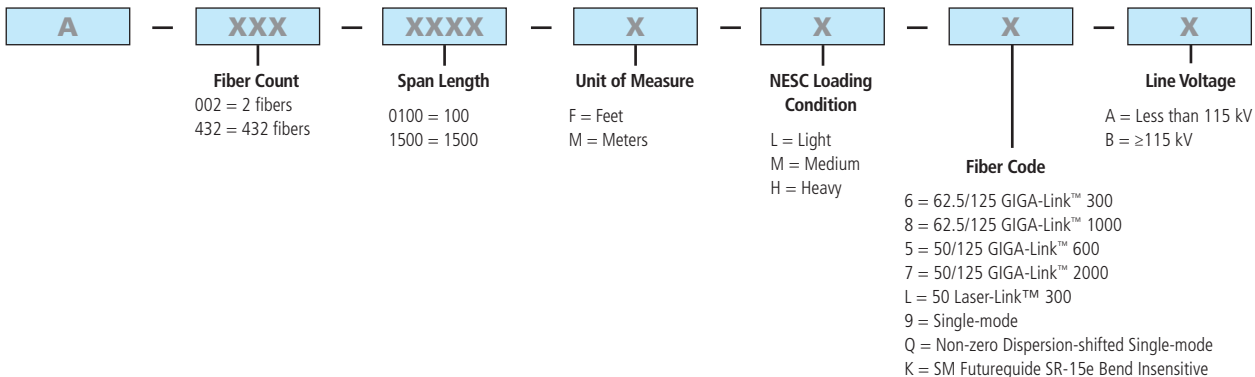 A — XXX — XXXX — X — X — X — X
Fiber Count
002 = 2 fibers
432 = 432 fibers
Span Length
0100 = 100
1500 = 1500
Unit of Measure
F = Feet
M = Meters
NESC Loading
Condition
L = Light
M = Medium
H = Heavy
Fiber Code
6 = 62.5/125 GIGA-Link™ 300
8 = 62.5/125 GIGA-Link™ 1000
5 = 50/125 GIGA-Link™ 600
7 = 50/125 GIGA-Link™ 2000
L = 50 Laser-Link™ 300
9 = Single-mode
Q = Non-zero Dispersion-shifted Single-mode
K = SM Futureguide SR-15e Bend Insensitive
Line Voltage
A = Less than 115 kV
B = ≥115 kV